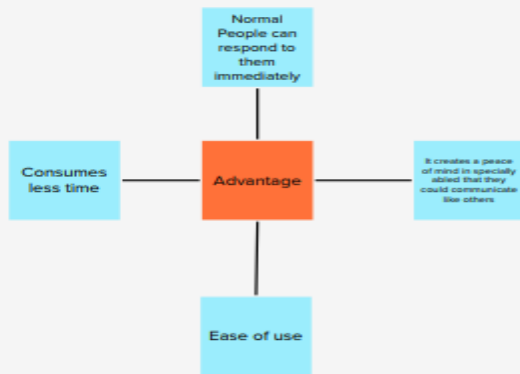 Normal
People can
respond to
them
immediately
Consumes
less time
Advantage
It creates a peace
of mind in specially
abled that they
could communicate
like others
Ease of use